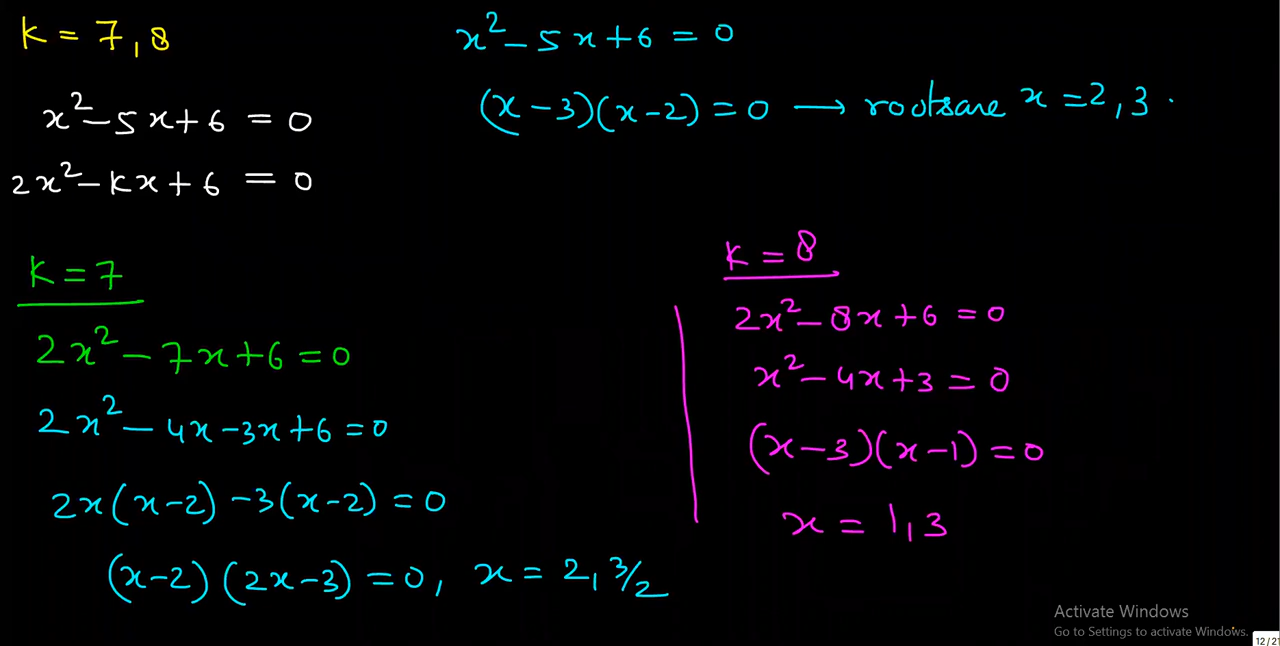 K = 7, 8
x² - 5x + 6 = 0
2x² - Kx + 6 = 0
x² - 5x + 6 = 0
(x - 3)(x - 2) = 0 → roots are x = 2, 3.
K = 7
2x² - 7x + 6 = 0
2x² - 4x - 3x + 6 = 0
2x(x - 2) - 3(x - 2) = 0
(x - 2)(2x - 3) = 0, x = 2, 3/2
K = 8
2x² - 8x + 6 = 0
x² - 4x + 3 = 0
(x - 3)(x - 1) = 0
x = 1, 3
Activate Windows
Go to Settings to activate Windows.
12 / 21